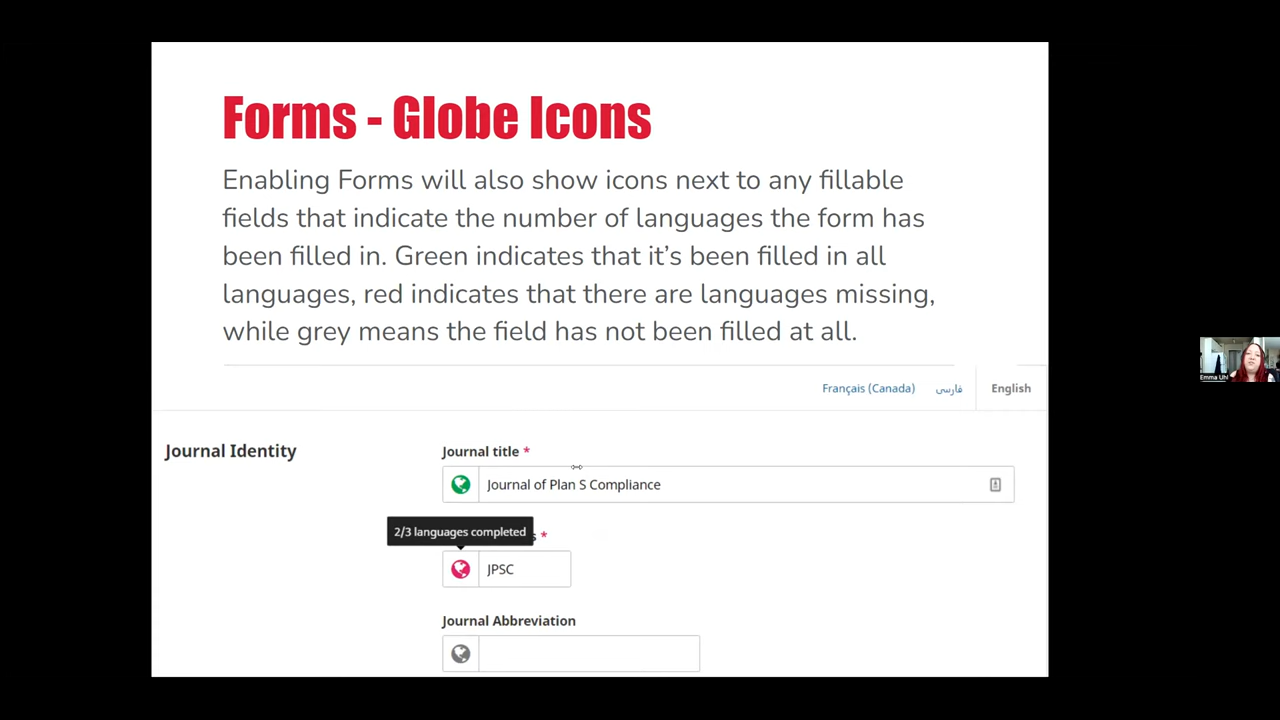 Forms - Globe Icons
Enabling Forms will also show icons next to any fillable
fields that indicate the number of languages the form has
been filled in. Green indicates that it's been filled in all
languages, red indicates that there are languages missing,
while grey means the field has not been filled at all.
Français (Canada) فارسی English
Journal Identity
Journal title *
Journal of Plan S Compliance
2/3 languages completed
s *
JPSC
Journal Abbreviation
Emma